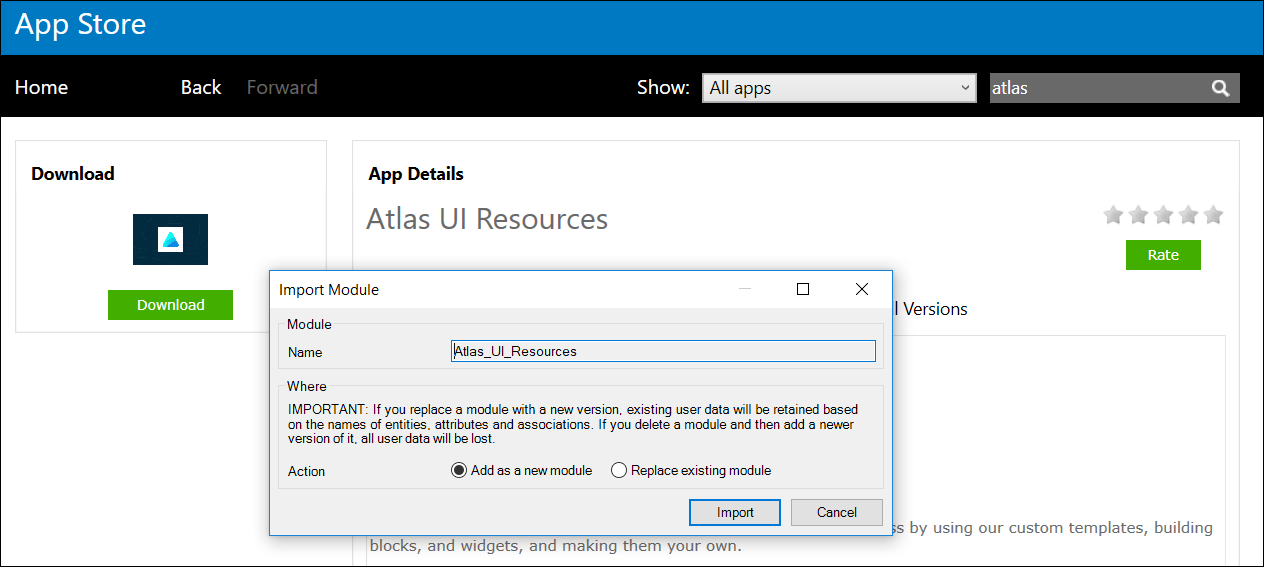 App Store
Home Back Forward Show: All apps atlas
Download
Download
App Details
Atlas UI Resources
Rate
Versions
Import Module
Module
Name Atlas_UI_Resources
Where
IMPORTANT: If you replace a module with a new version, existing user data will be retained based
on the names of entities, attributes and associations. If you delete a module and then add a newer
version of it, all user data will be lost.
Action Add as a new module Replace existing module
Import Cancel
by using our custom templates, building
blocks, and widgets, and making them your own.